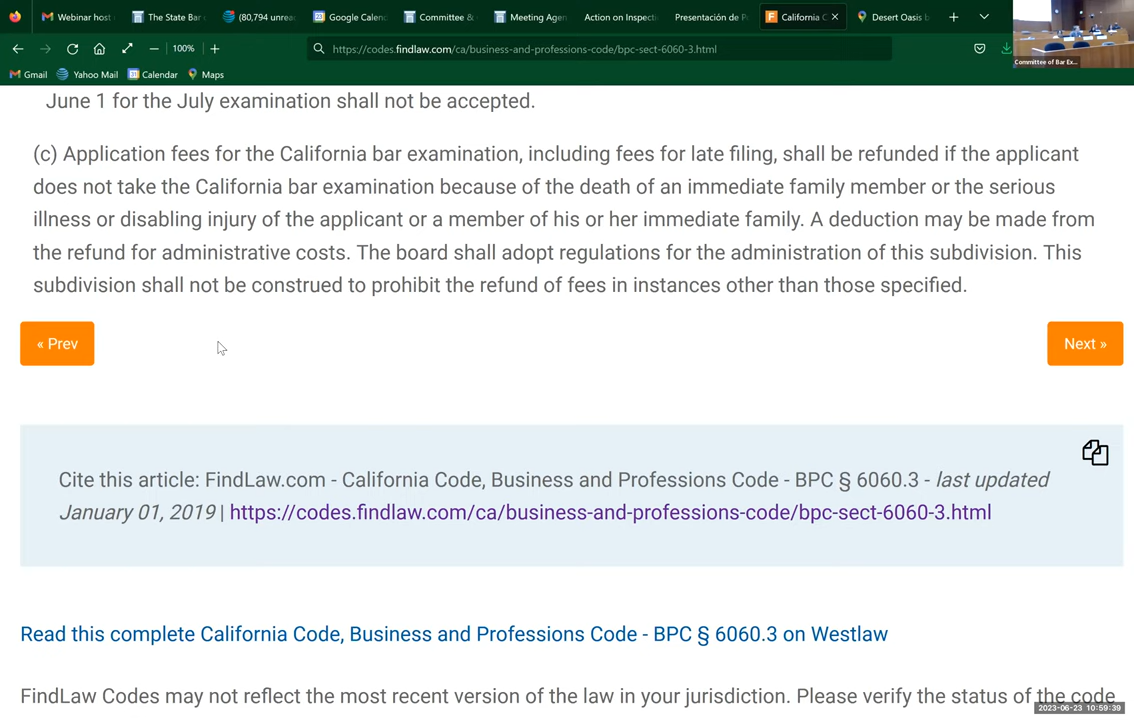 Webinar host
The State Bar
(80,794 unrea
Google Calen
Committee &
Meeting Agen
Action on Inspecti
Presentación de P
California C
Desert Oasis b
100%
https://codes.findlaw.com/ca/business-and-professions-code/bpc-sect-6060-3.html
Gmail Yahoo Mail Calendar Maps
Committee of Bar Ex...
June 1 for the July examination shall not be accepted.
(c) Application fees for the California bar examination, including fees for late filing, shall be refunded if the applicant
does not take the California bar examination because of the death of an immediate family member or the serious
illness or disabling injury of the applicant or a member of his or her immediate family. A deduction may be made from
the refund for administrative costs. The board shall adopt regulations for the administration of this subdivision. This
subdivision shall not be construed to prohibit the refund of fees in instances other than those specified.
« Prev
Next »
Cite this article: FindLaw.com - California Code, Business and Professions Code - BPC § 6060.3 - last updated
January 01, 2019 | https://codes.findlaw.com/ca/business-and-professions-code/bpc-sect-6060-3.html
Read this complete California Code, Business and Professions Code - BPC § 6060.3 on Westlaw
FindLaw Codes may not reflect the most recent version of the law in your jurisdiction. Please verify the status of the code
2023-06-23 10:59:39